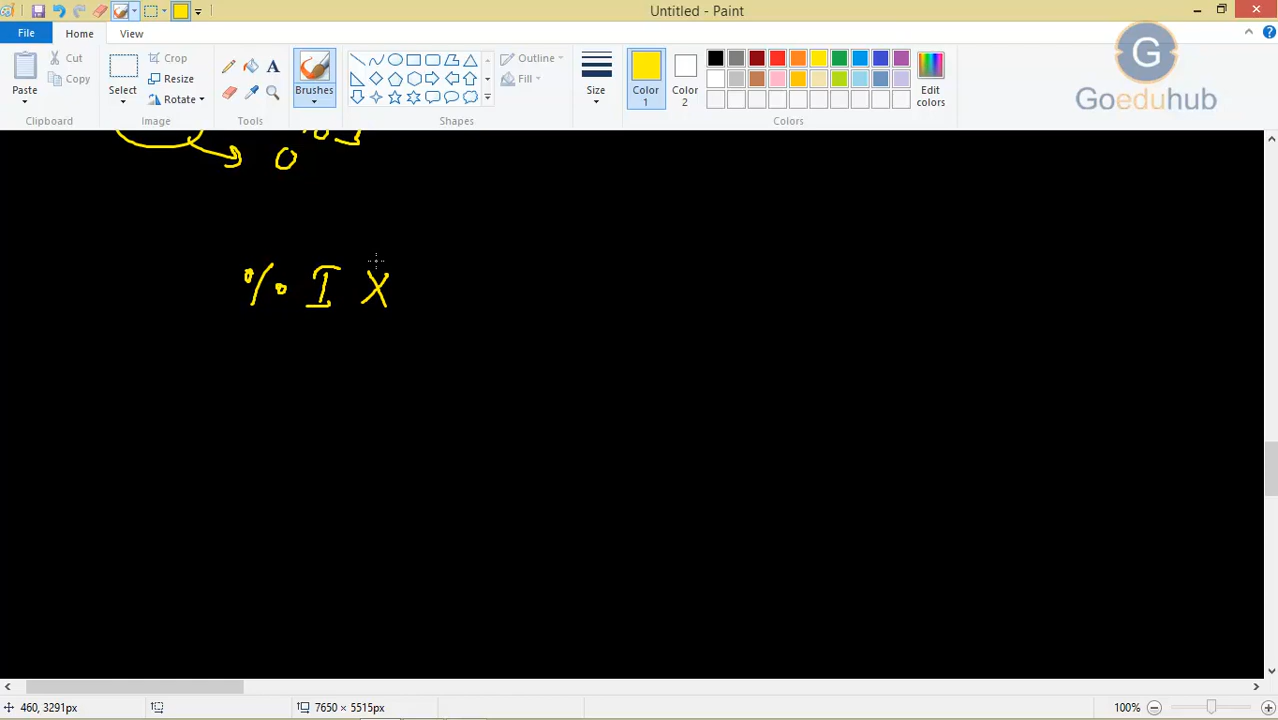 Untitled - Paint
File
Home
View
Paste
Cut
Copy
Clipboard
Select
Crop
Resize
Rotate
Image
Tools
Brushes
Shapes
Outline
Fill
Size
Color 1
Color 2
Edit colors
Colors
G
Goeduhub
0
% I X
460, 3291px
7650 × 5515px
100%